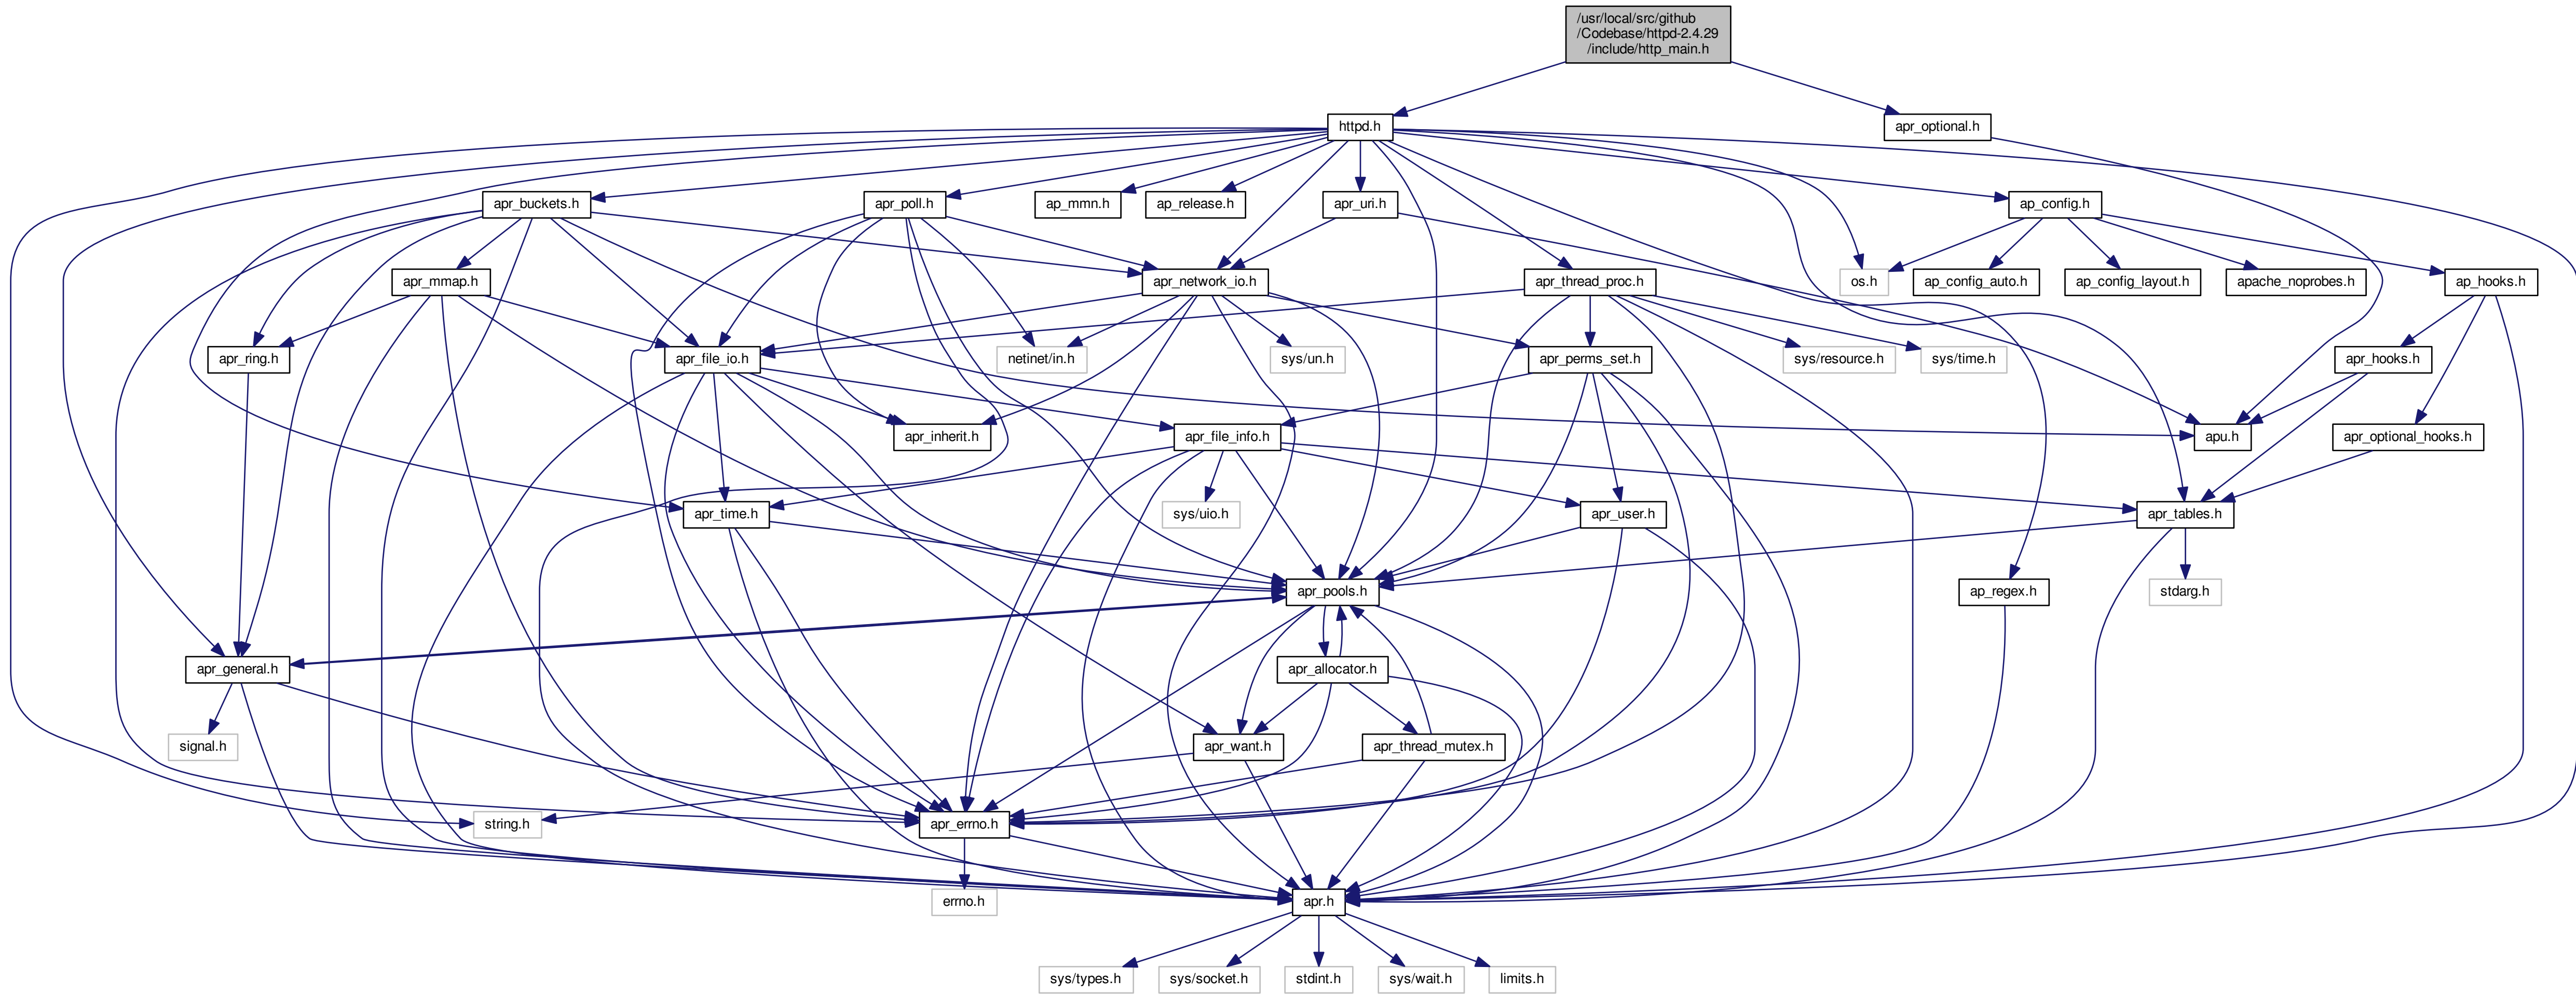 /usr/local/src/github
/Codebase/httpd-2.4.29
/include/http_main.h
httpd.h
apr_optional.h
apr_buckets.h
apr_poll.h
ap_mmn.h
ap_release.h
apr_uri.h
ap_config.h
apr_mmap.h
apr_network_io.h
apr_thread_proc.h
os.h
ap_config_auto.h
ap_config_layout.h
apache_noprobes.h
ap_hooks.h
apr_ring.h
apr_file_io.h
netinet/in.h
sys/un.h
apr_perms_set.h
sys/resource.h
sys/time.h
apr_hooks.h
apr_inherit.h
apr_file_info.h
apu.h
apr_optional_hooks.h
apr_time.h
sys/uio.h
apr_user.h
apr_tables.h
apr_pools.h
ap_regex.h
stdarg.h
apr_general.h
apr_allocator.h
signal.h
apr_want.h
apr_thread_mutex.h
string.h
apr_errno.h
errno.h
apr.h
sys/types.h
sys/socket.h
stdint.h
sys/wait.h
limits.h